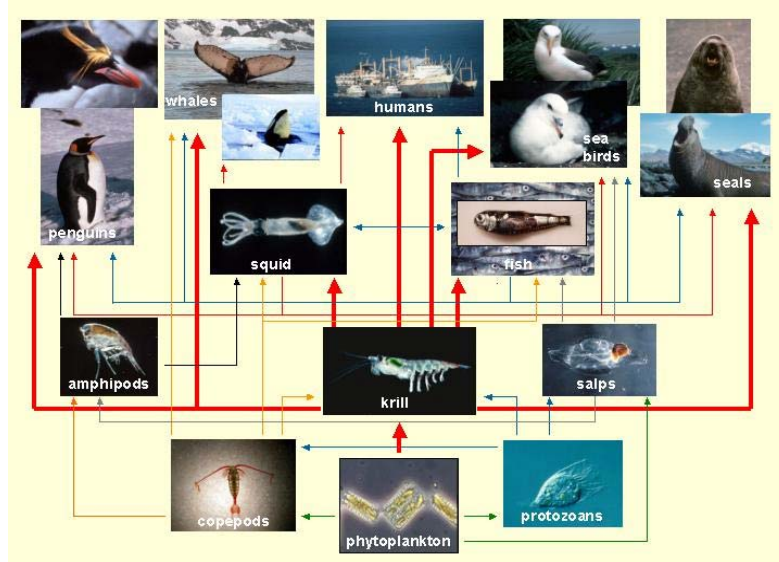 whales
humans
sea
birds
seals
penguins
squid
fish
amphipods
krill
salps
copepods
phytoplankton
protozoans